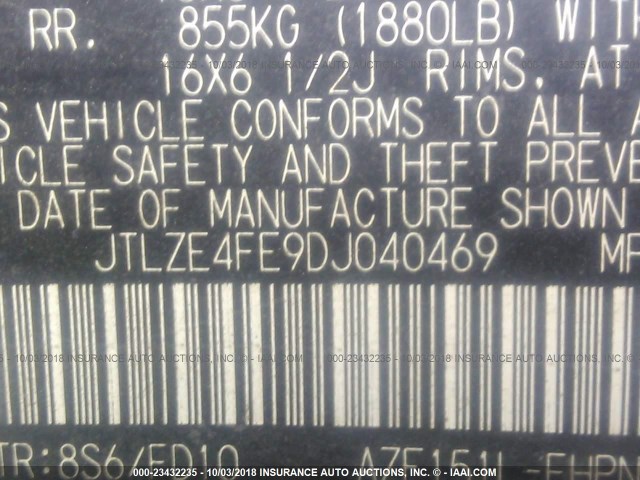 RR. 855KG (1880LB) WITH
16X6 1/2J RIMS, AT
S VEHICLE CONFORMS TO ALL A
ICLE SAFETY AND THEFT PREVE
DATE OF MANUFACTURE SHOWN
JTLZE4FE9DJ040469 MF
000-23432235 - 10/03/2018 INSURANCE AUTO AUCTIONS, INC. - IAAI.COM
TR:8S6/FD10 AZE151L-FHPN